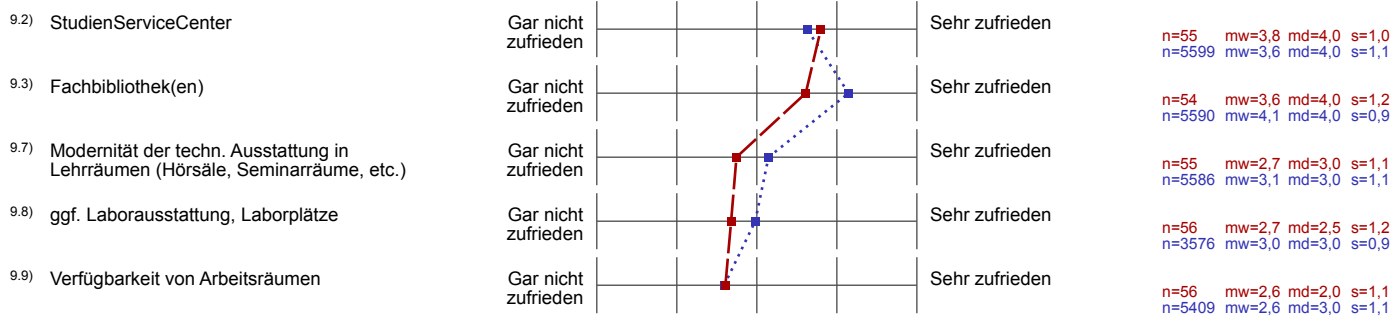 9.2) StudienServiceCenter
Gar nicht
zufrieden
Sehr zufrieden
n=55 mw=3,8 md=4,0 s=1,0
n=5599 mw=3,6 md=4,0 s=1,1
9.3) Fachbibliothek(en)
Gar nicht
zufrieden
Sehr zufrieden
n=54 mw=3,6 md=4,0 s=1,2
n=5590 mw=4,1 md=4,0 s=0,9
9.7) Modernität der techn. Ausstattung in
Lehrräumen (Hörsäle, Seminarräume, etc.)
Gar nicht
zufrieden
Sehr zufrieden
n=55 mw=2,7 md=3,0 s=1,1
n=5586 mw=3,1 md=3,0 s=1,1
9.8) ggf. Laborausstattung, Laborplätze
Gar nicht
zufrieden
Sehr zufrieden
n=56 mw=2,7 md=2,5 s=1,2
n=3576 mw=3,0 md=3,0 s=0,9
9.9) Verfügbarkeit von Arbeitsräumen
Gar nicht
zufrieden
Sehr zufrieden
n=56 mw=2,6 md=2,0 s=1,1
n=5409 mw=2,6 md=3,0 s=1,1